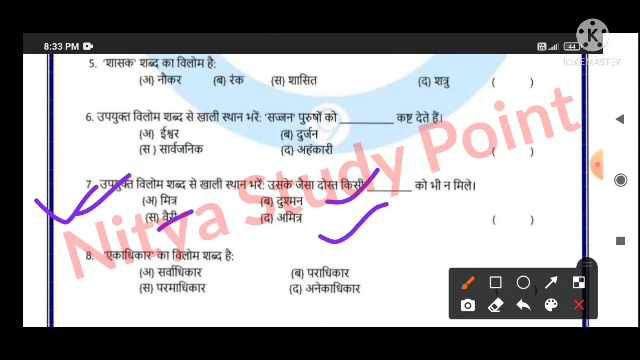 8:33 PM
44
KINEMASTER
5. 'शासक' शब्द का विलोम है:
(अ) नौकर (ब) रंक (स) शासित (द) शत्रु ( )
6. उपयुक्त विलोम शब्द से खाली स्थान भरें: 'सज्जन' पुरुषों को ________ कष्ट देते हैं।
(अ) ईश्वर (ब) दुर्जन
(स ) सार्वजनिक (द) अहंकारी ( )
7. उपयुक्त विलोम शब्द से खाली स्थान भरें: उसके जैसा दोस्त किसी ________ को भी न मिले।
(अ) मित्र (ब) दुश्मन
(स) वैरी (द) अमित्र ( )
8. 'एकाधिकार' का विलोम शब्द है:
(अ) सर्वाधिकार (ब) पराधिकार
(स) परमाधिकार (द) अनेकाधिकार )
Nitya Study Point